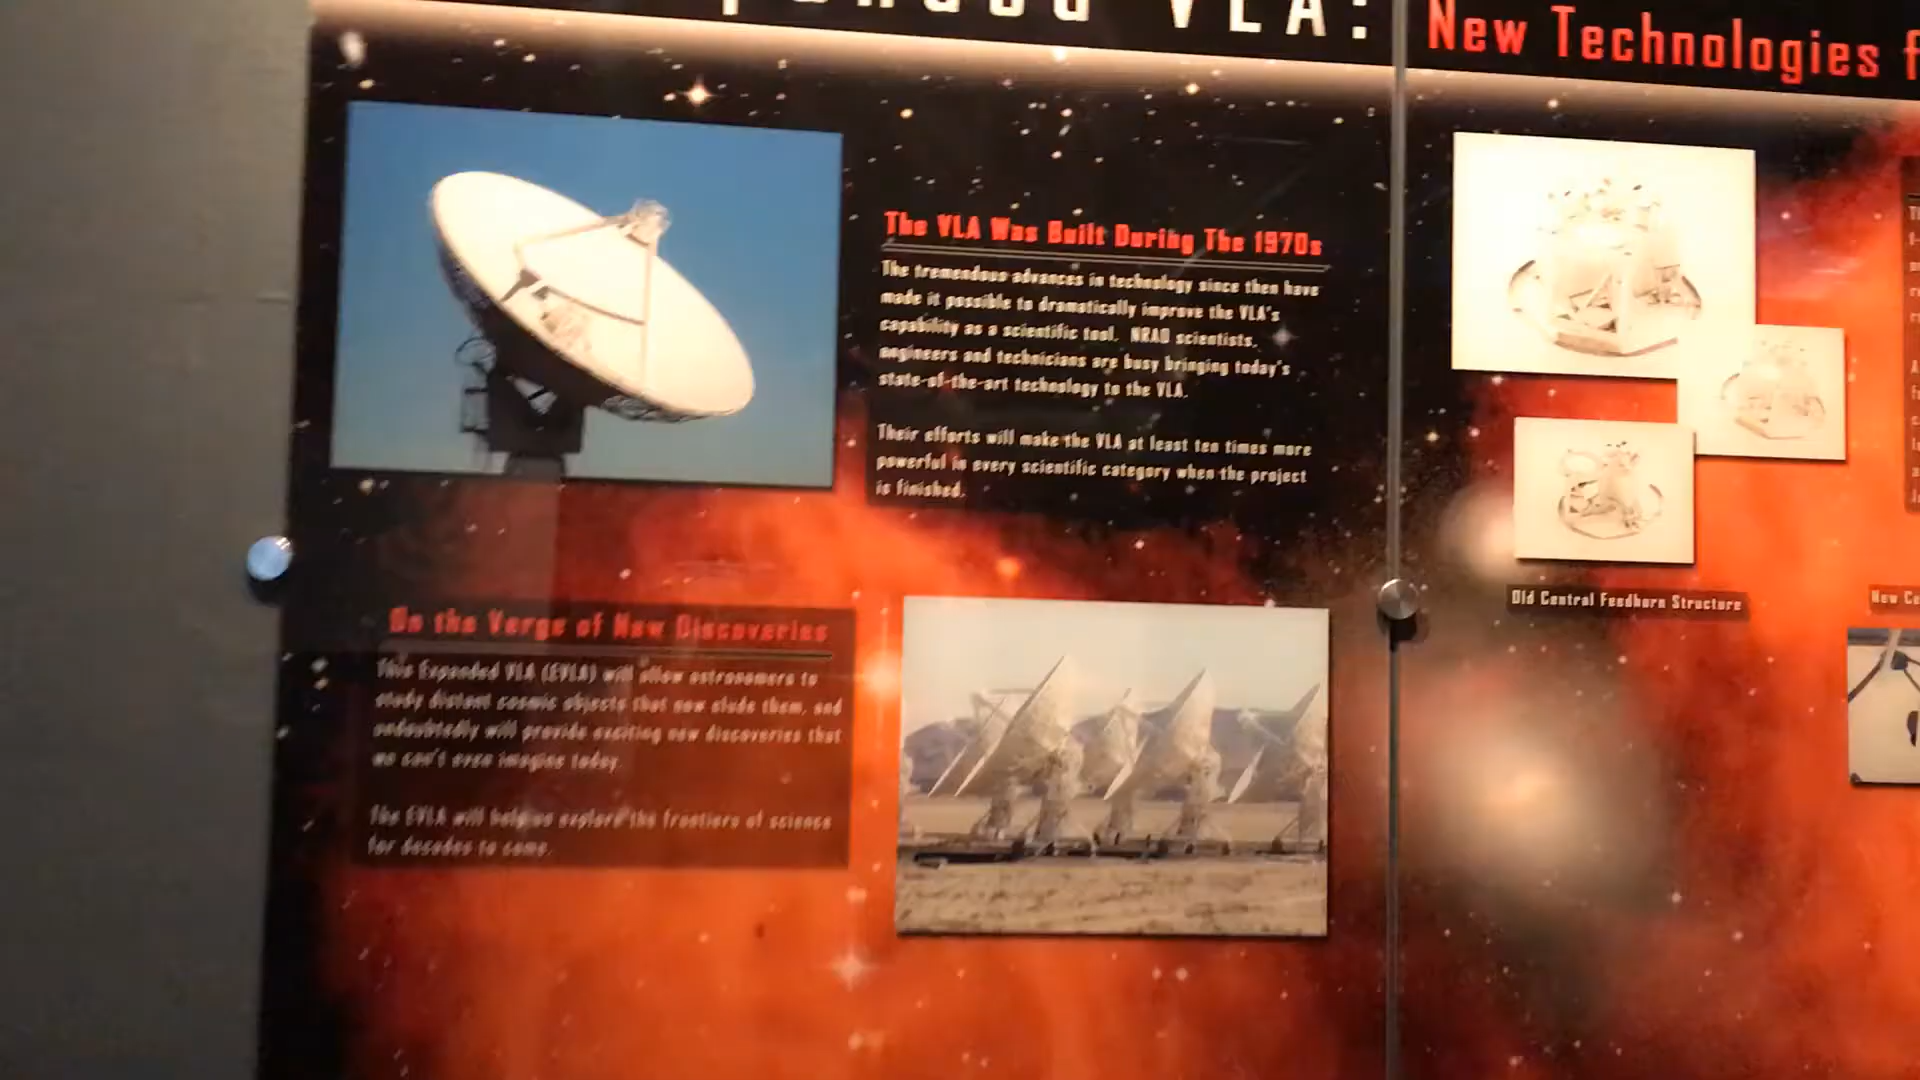 VLA:
New Technologies f
The VLA Was Built During The 1970s
The tremendous advances in technology since then have
made it possible to dramatically improve the VLA's
capability as a scientific tool. NRAO scientists,
engineers and technicians are busy bringing today's
state-of-the-art technology to the VLA.
Their efforts will make the VLA at least ten times more
powerful in every scientific category when the project
is finished.
On the Verge of New Discoveries
This Expanded VLA (EVLA) will allow astronomers to
study distant cosmic objects that now elude them, and
undoubtedly will provide exciting new discoveries that
we can't even imagine today.
The EVLA will help us explore the frontiers of science
for decades to come.
Old Central Feedhorn Structure
New Ce